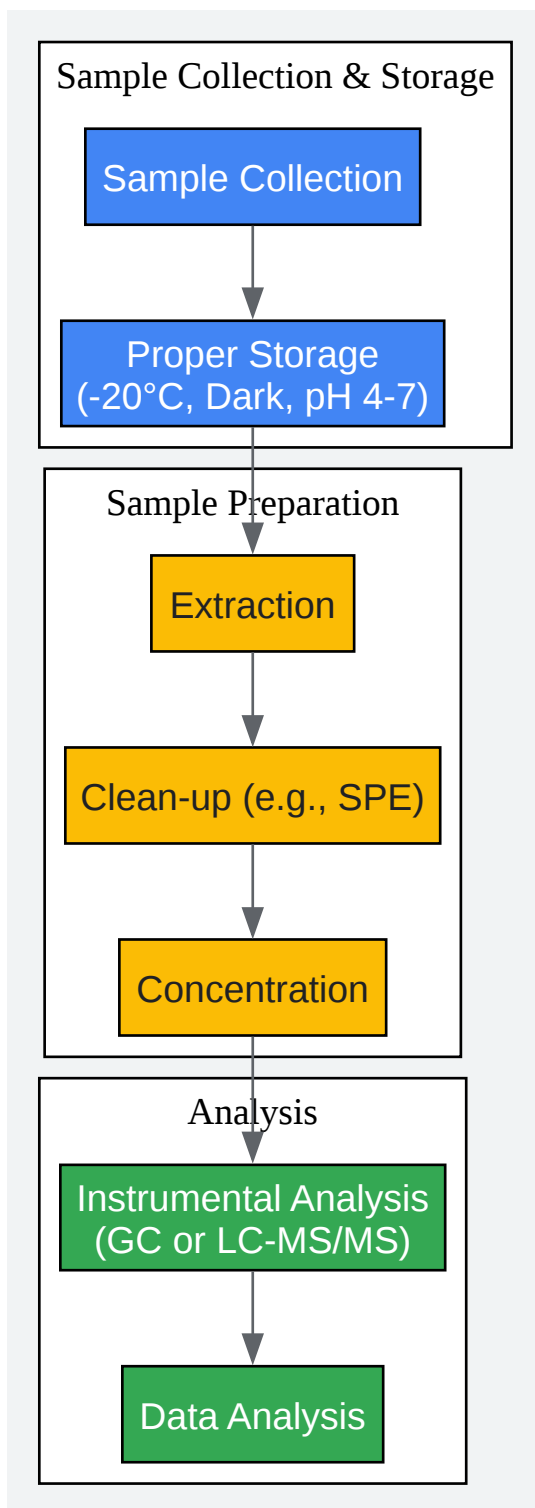 Sample Collection & Storage
Sample Collection
Proper Storage
(-20°C, Dark, pH 4-7)
Sample Preparation
Extraction
Clean-up (e.g., SPE)
Concentration
Analysis
Instrumental Analysis
(GC or LC-MS/MS)
Data Analysis